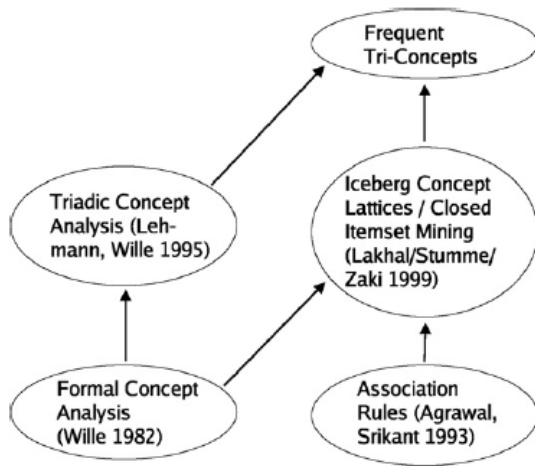 Frequent
Tri-Concepts
Triadic Concept
Analysis (Leh-
mann, Wille 1995)
Iceberg Concept
Lattices / Closed
Itemset Mining
(Lakhal/Stumme/
Zaki 1999)
Formal Concept
Analysis
(Wille 1982)
Association
Rules (Agrawal,
Srikant 1993)